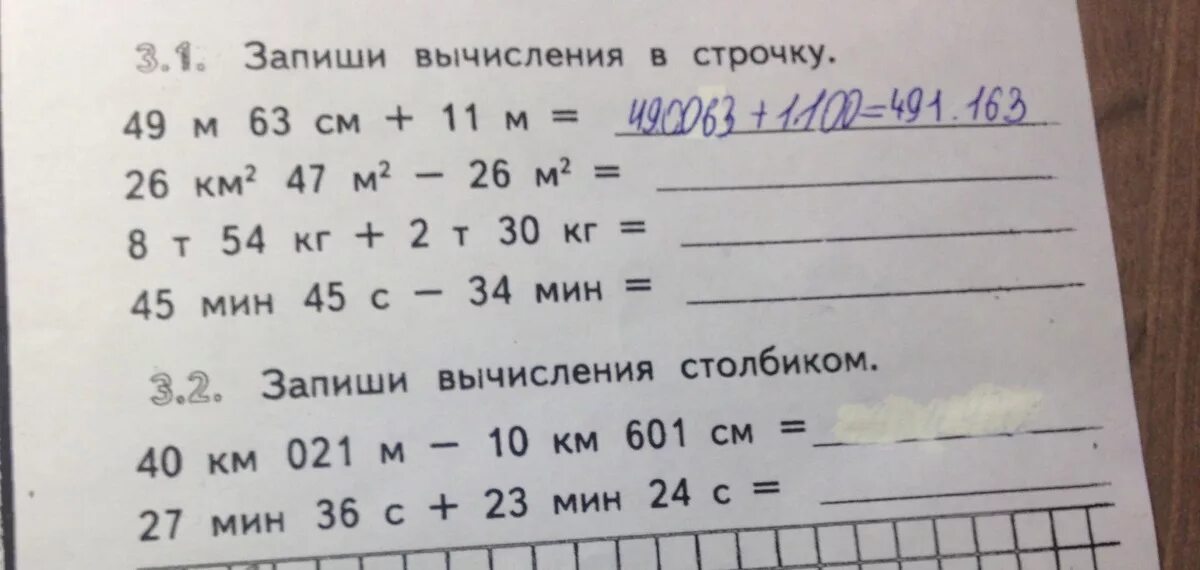 3.1. Запиши вычисления в строчку.
49 м 63 см + 11 м = 490063 + 1100 = 491.163
26 км² 47 м² – 26 м² =
8 т 54 кг + 2 т 30 кг =
45 мин 45 с – 34 мин =
3.2. Запиши вычисления столбиком.
40 км 021 м – 10 км 601 см =
27 мин 36 с + 23 мин 24 с =